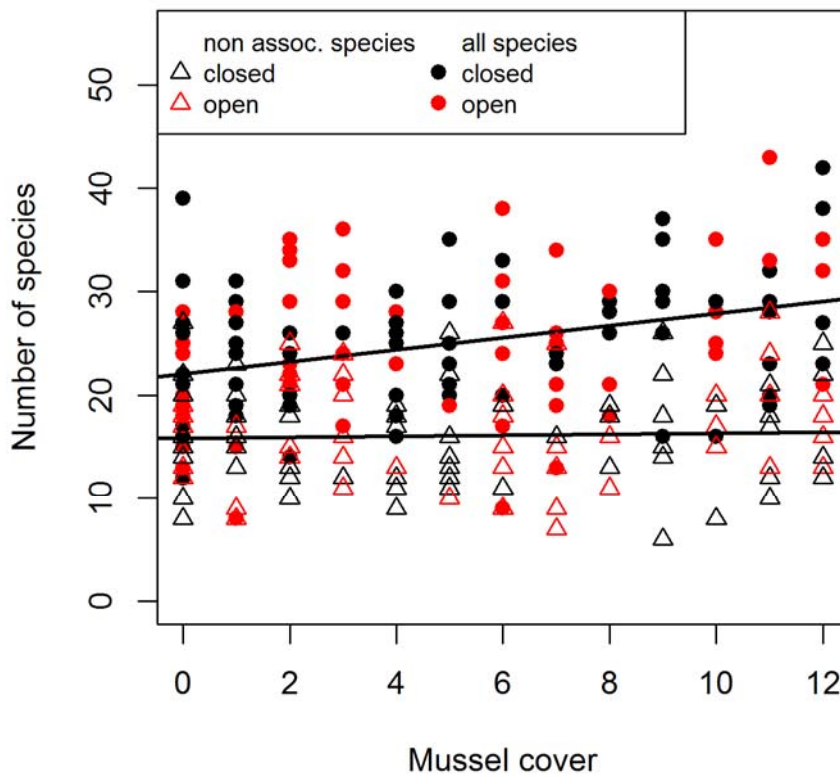 non assoc. species all species
closed closed
open open
50
40
30
20
10
0
Number of species
0 2 4 6 8 10 12
Mussel cover